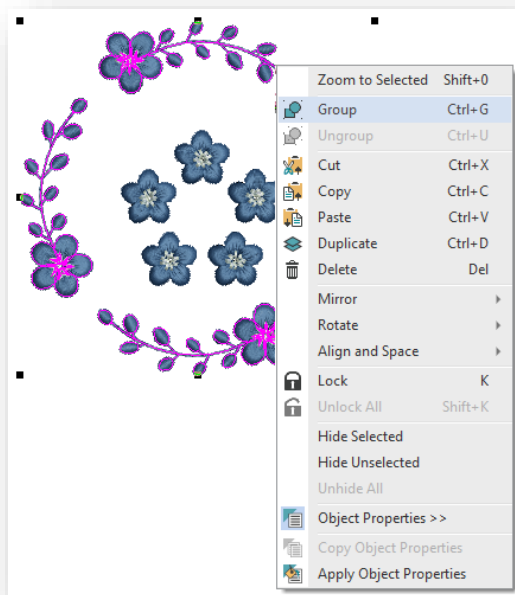 Zoom to Selected Shift+0
Group Ctrl+G
Ungroup Ctrl+U
Cut Ctrl+X
Copy Ctrl+C
Paste Ctrl+V
Duplicate Ctrl+D
Delete Del
Mirror
Rotate
Align and Space
Lock K
Unlock All Shift+K
Hide Selected
Hide Unselected
Unhide All
Object Properties >>
Copy Object Properties
Apply Object Properties